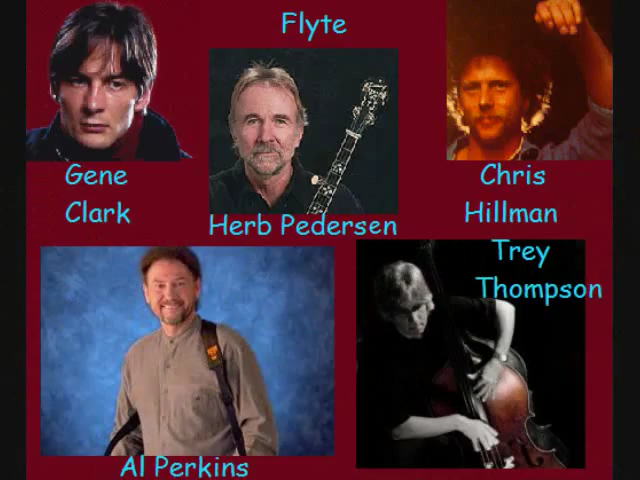 Flyte
Gene
Clark
Herb Pedersen
Chris
Hillman
Trey
Thompson
Al Perkins